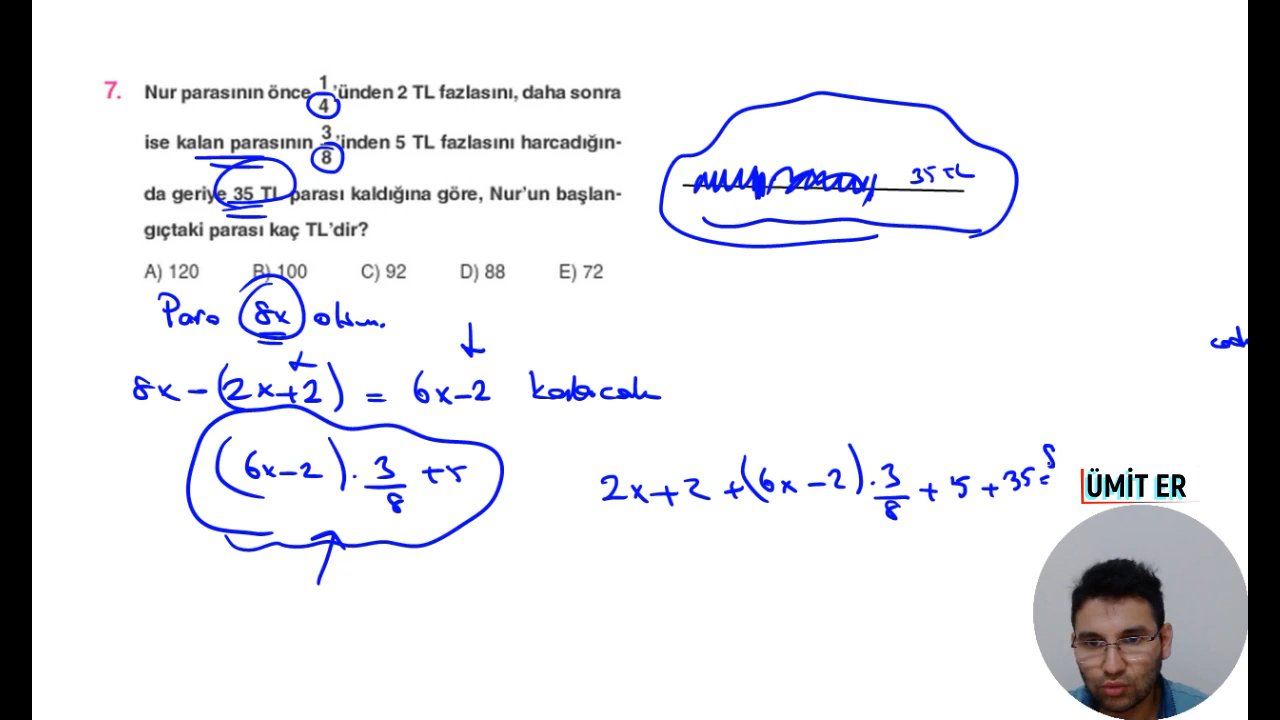 7. Nur parasının önce 1/4'ünden 2 TL fazlasını, daha sonra
ise kalan parasının 3/8'inden 5 TL fazlasını harcadığın-
da geriye 35 TL parası kaldığına göre, Nur'un başlan-
gıçtaki parası kaç TL'dir?
A) 120 B) 100 C) 92 D) 88 E) 72
35 TL
Para 8x olsun.
8x - (2x+2) = 6x-2 kalacak
(6x-2) . 3/8 + 5
2x+2 + (6x-2) . 3/8 + 5 + 35 =
ÜMİT ER